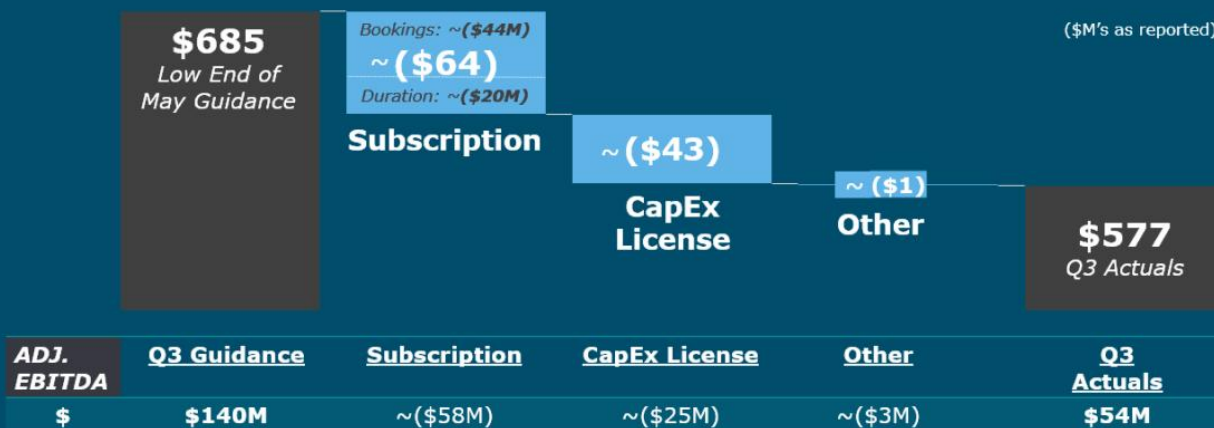 $685
Low End of
May Guidance
Bookings: ~($44M)
~($64)
Duration: ~($20M)
Subscription
~($43)
CapEx
License
~ ($1)
Other
($M's as reported)
$577
Q3 Actuals
ADJ.
EBITDA
Q3 Guidance
Subscription
CapEx License
Other
Q3
Actuals
$
$140M
~($58M)
~($25M)
~($3M)
$54M